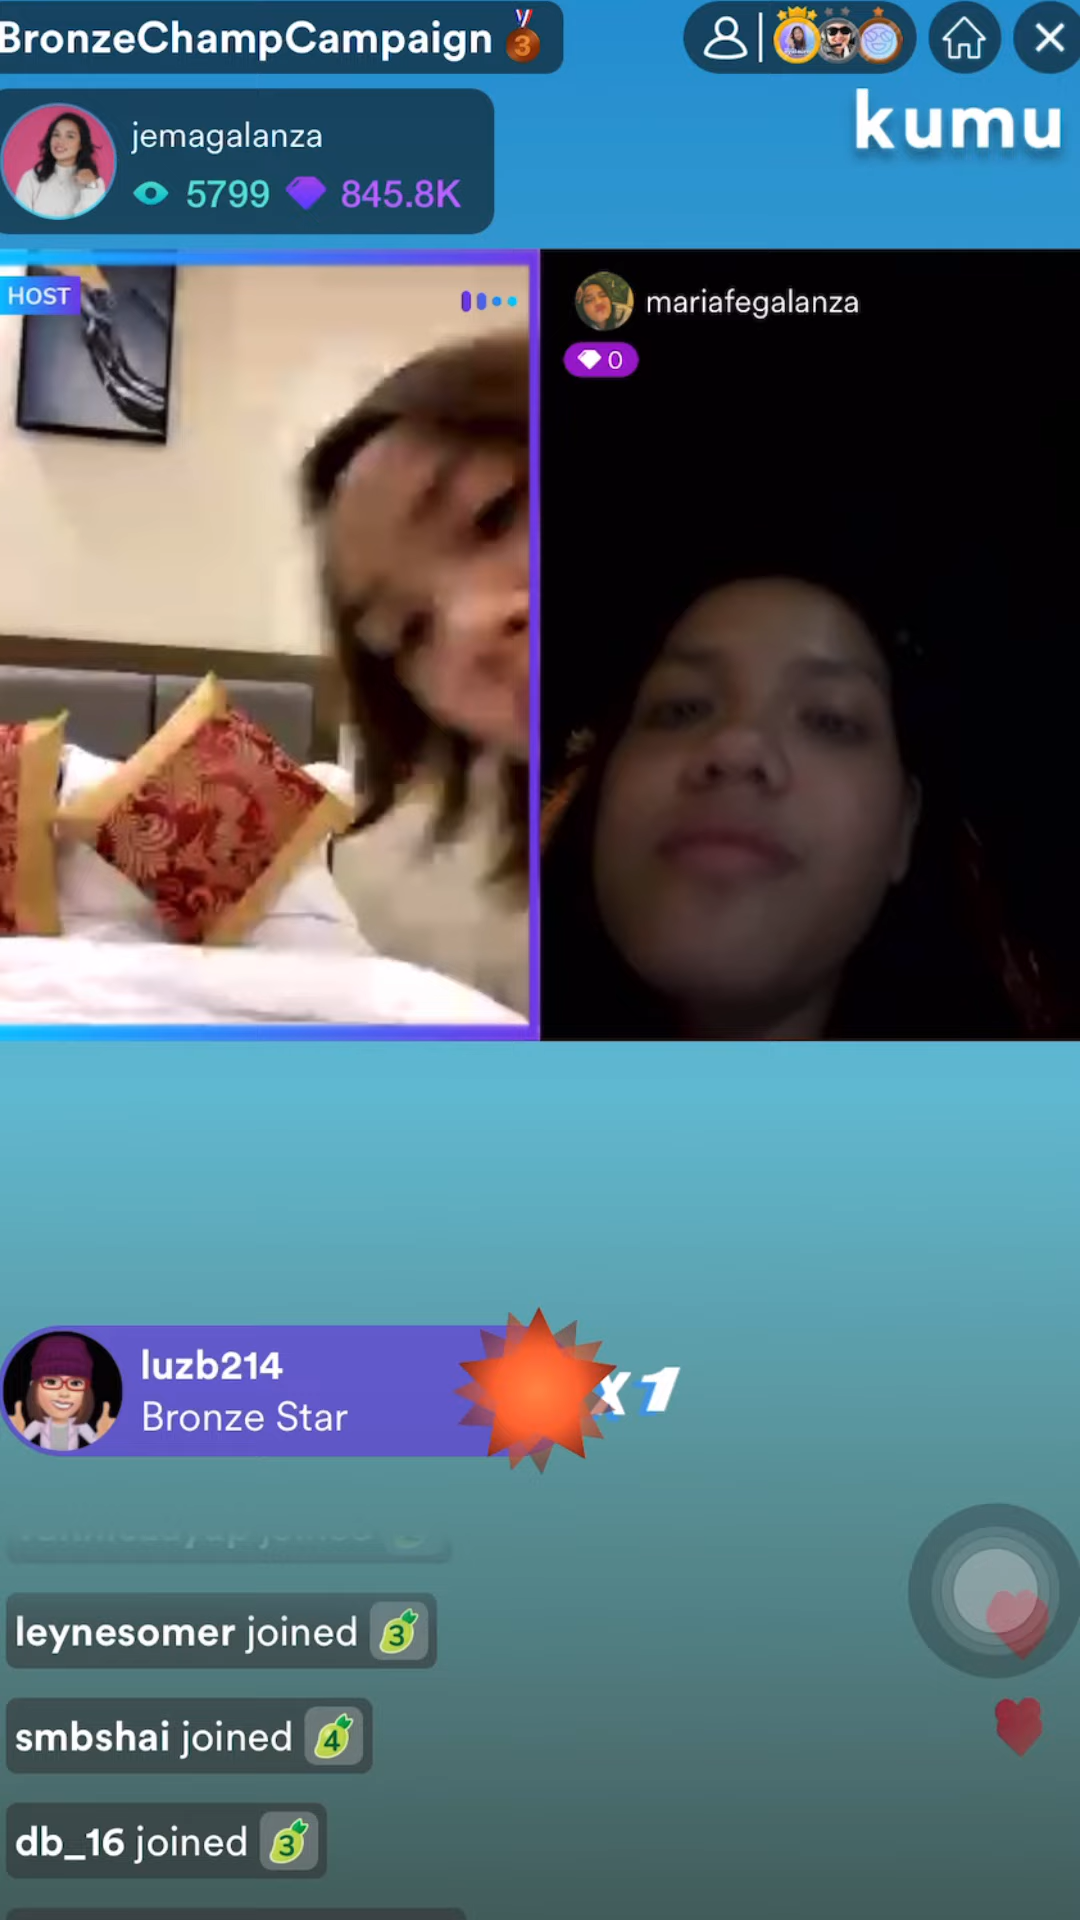 BronzeChampCampaign 3
kumu
jemagalanza
5799 845.8K
HOST
mariafegalanza
0
luzb214
Bronze Star
x1
leynesomer joined 3
smbshai joined 4
db_16 joined 3